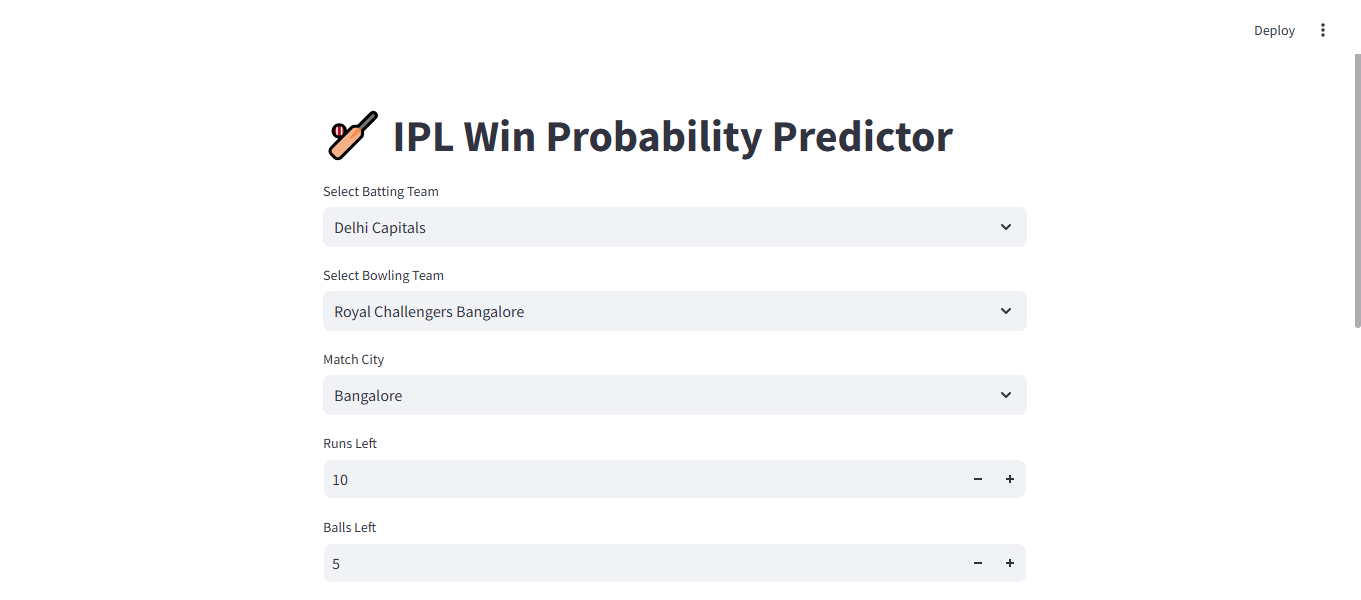 Deploy
IPL Win Probability Predictor
Select Batting Team
Delhi Capitals
Select Bowling Team
Royal Challengers Bangalore
Match City
Bangalore
Runs Left
10
Balls Left
5